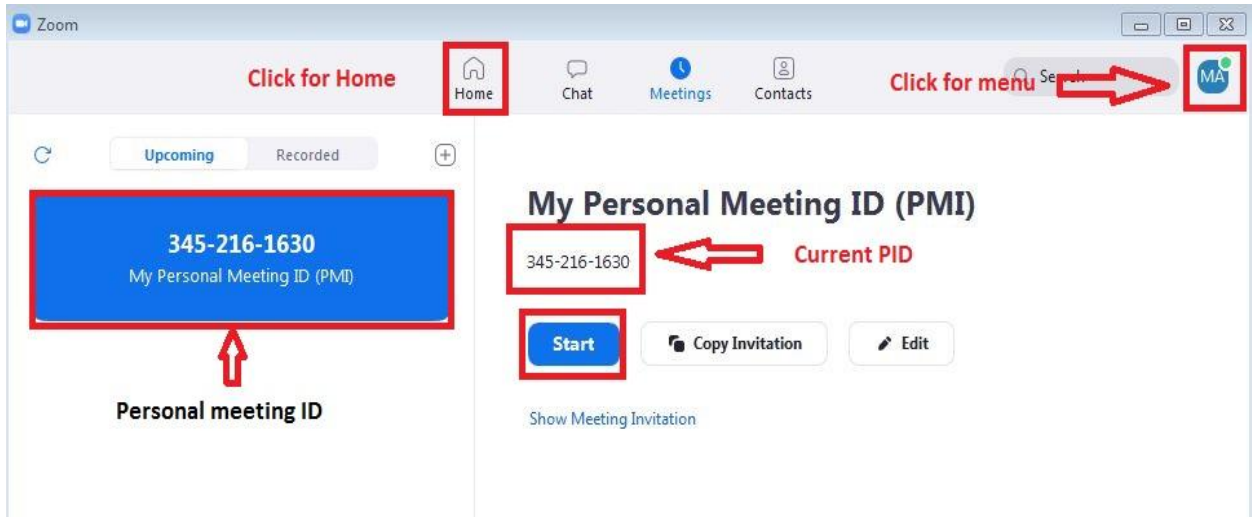 Zoom
Click for Home
Home
Chat
Meetings
Contacts
Click for menu
MA
Upcoming
Recorded
My Personal Meeting ID (PMI)
345-216-1630
My Personal Meeting ID (PMI)
345-216-1630
Current PID
Start
Copy Invitation
Edit
Personal meeting ID
Show Meeting Invitation